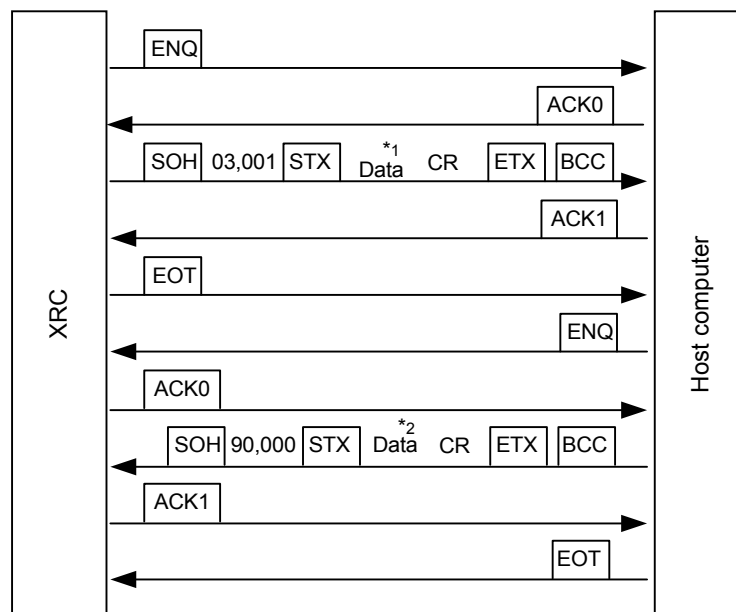 XRC
ENQ
ACK0
SOH 03,001 STX Data *1 CR ETX BCC
ACK1
EOT
ENQ
ACK0
SOH 90,000 STX Data *2 CR ETX BCC
ACK1
EOT
Host computer